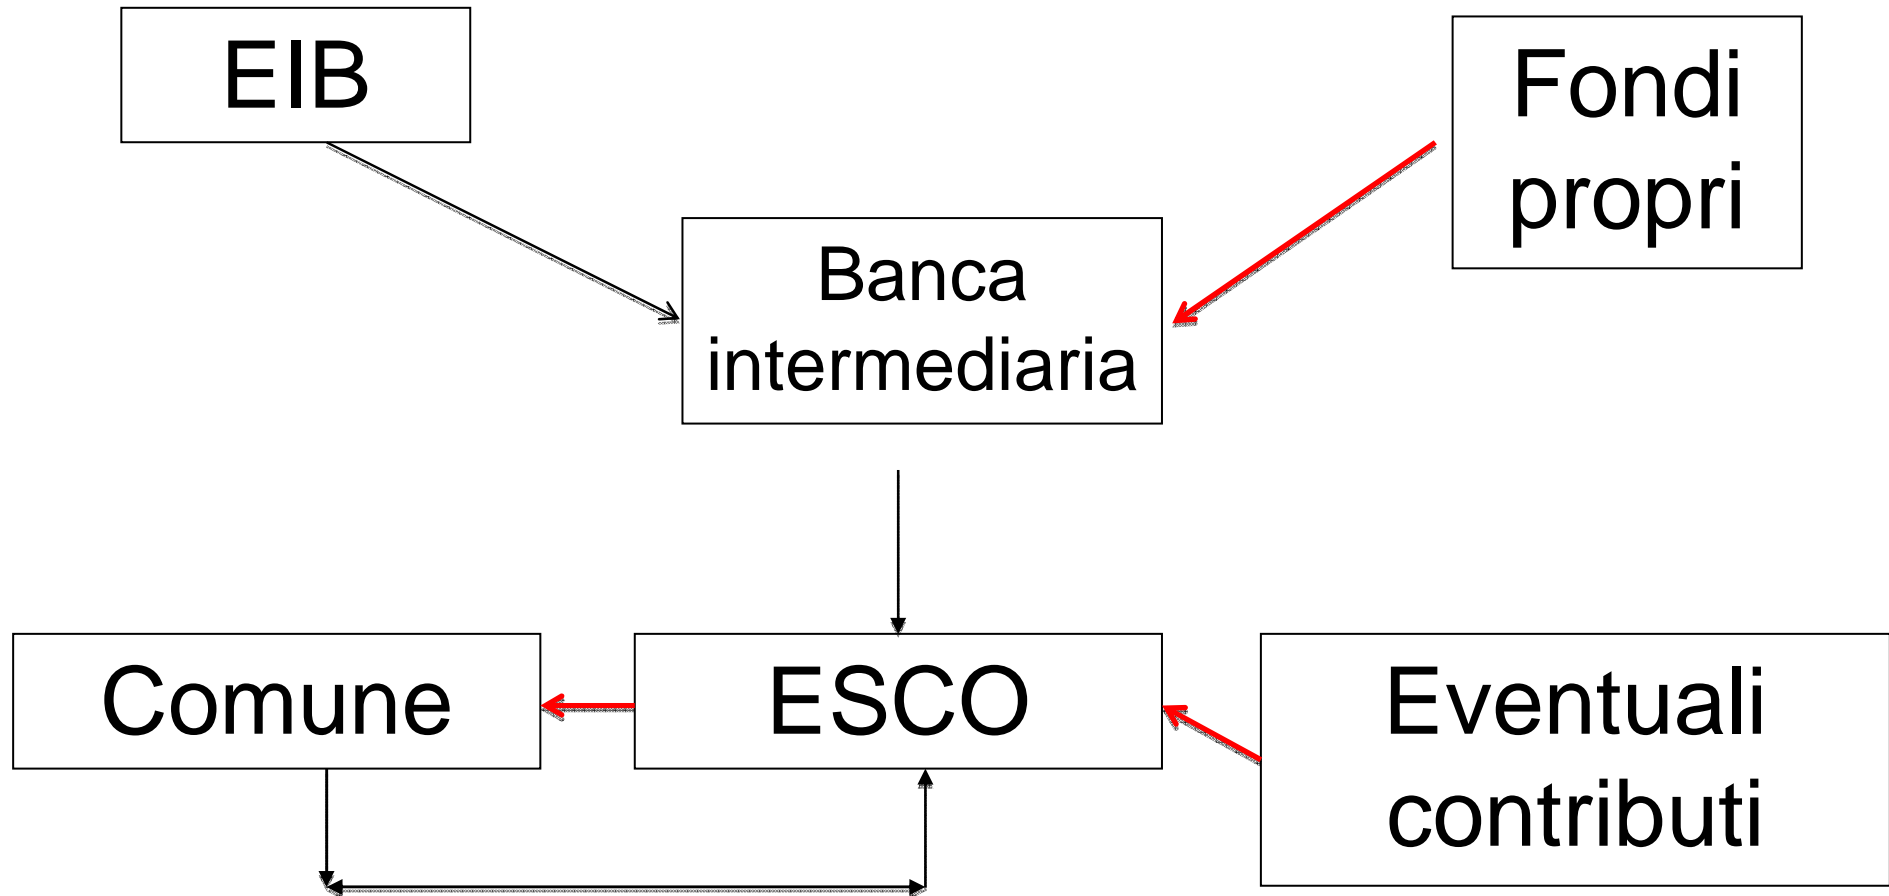 EIB
Fondi
propri
Banca
intermediaria
Comune
ESCO
Eventuali
contributi